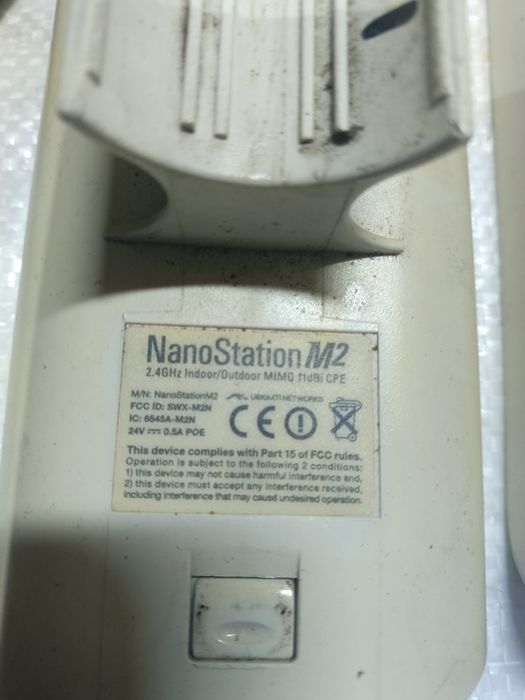 NanoStation M2
2.4GHz Indoor/Outdoor MIMO 11dBi CPE
M/N: NanoStationM2 UBIQUITI NETWORKS
FCC ID: SWX-M2N
IC: 6545A-M2N
24V 0.5A POE
CE
This device complies with Part 15 of FCC rules.
Operation is subject to the following 2 conditions:
1) this device may not cause harmful interference and,
2) this device must accept any interference received,
including interference that may cause undesired operation.